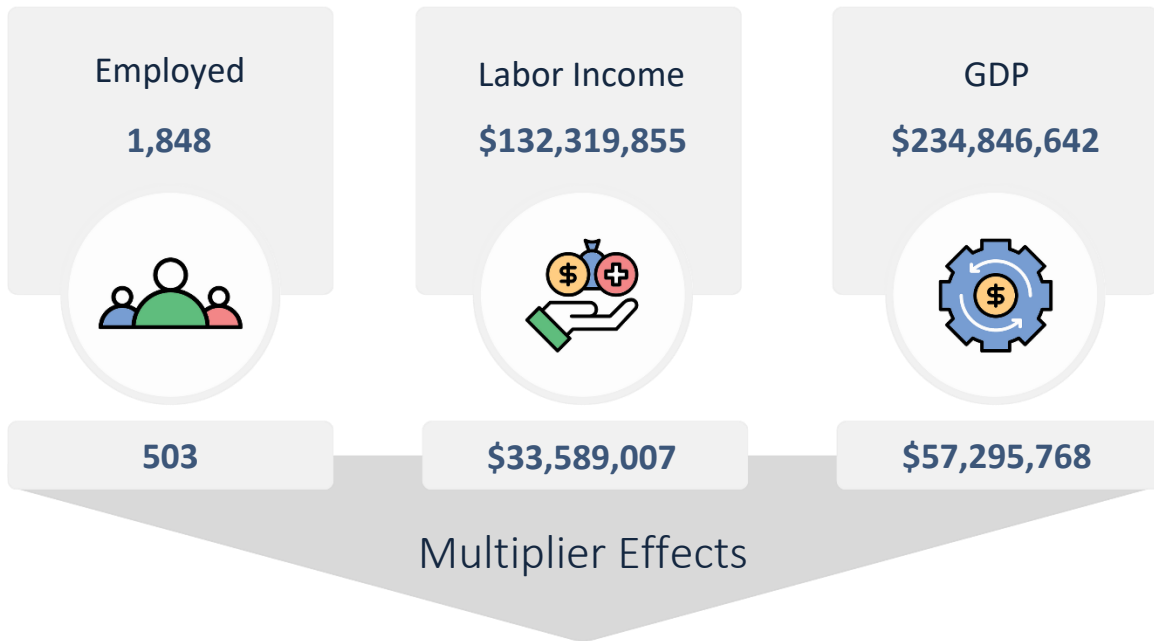 Employed
1,848
Labor Income
$132,319,855
GDP
$234,846,642
$
$
503
$33,589,007
$57,295,768
Multiplier Effects